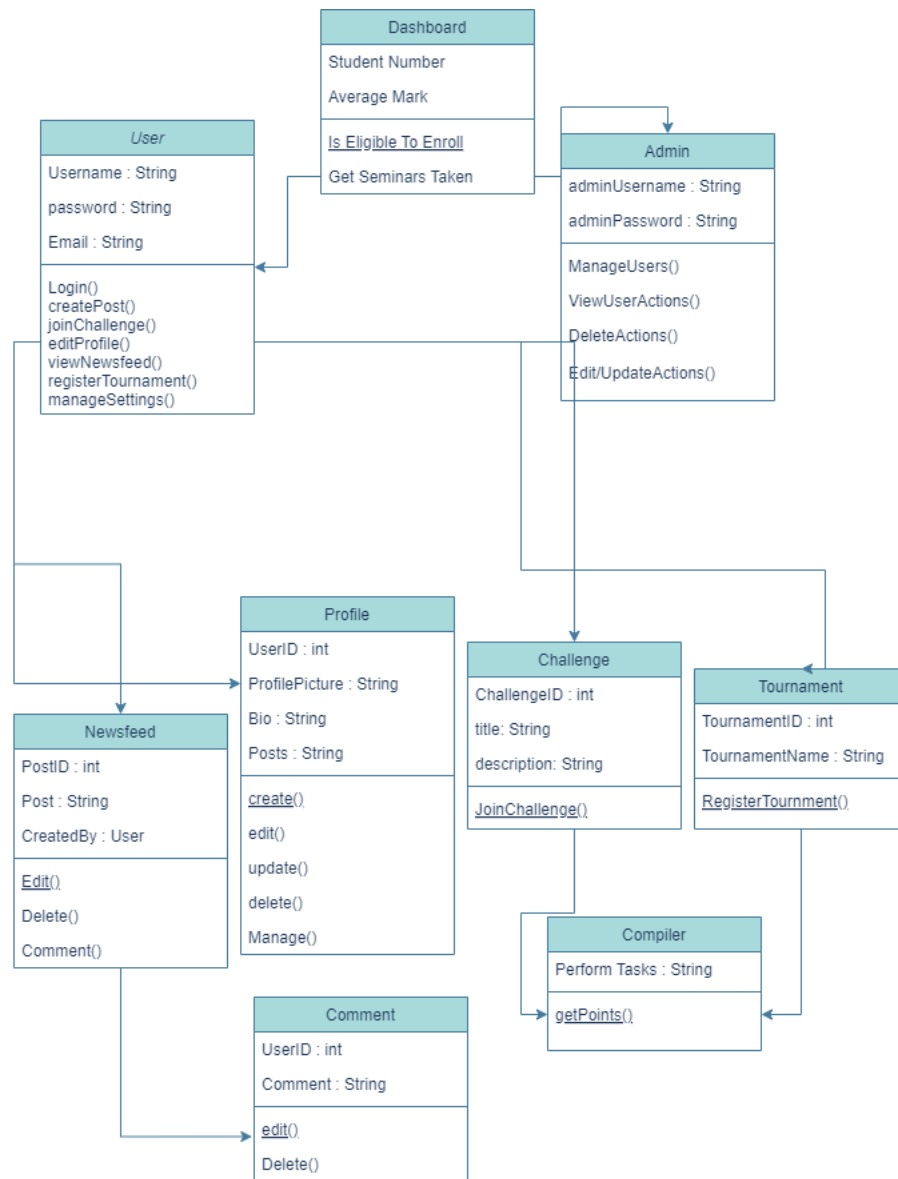 Dashboard
Student Number
Average Mark
Is Eligible To Enroll
Get Seminars Taken
User
Username : String
password : String
Email : String
Login()
createPost()
joinChallenge()
editProfile()
viewNewsfeed()
registerTournament()
manageSettings()
Admin
adminUsername : String
adminPassword : String
ManageUsers()
ViewUserActions()
DeleteActions()
Edit/UpdateActions()
Profile
UserID : int
ProfilePicture : String
Bio : String
Posts : String
create()
edit()
update()
delete()
Manage()
Challenge
ChallengeID : int
title: String
description: String
JoinChallenge()
Tournament
TournamentID : int
TournamentName : String
RegisterTournment()
Newsfeed
PostID : int
Post : String
CreatedBy : User
Edit()
Delete()
Comment()
Compiler
Perform Tasks : String
getPoints()
Comment
UserID : int
Comment : String
edit()
Delete()